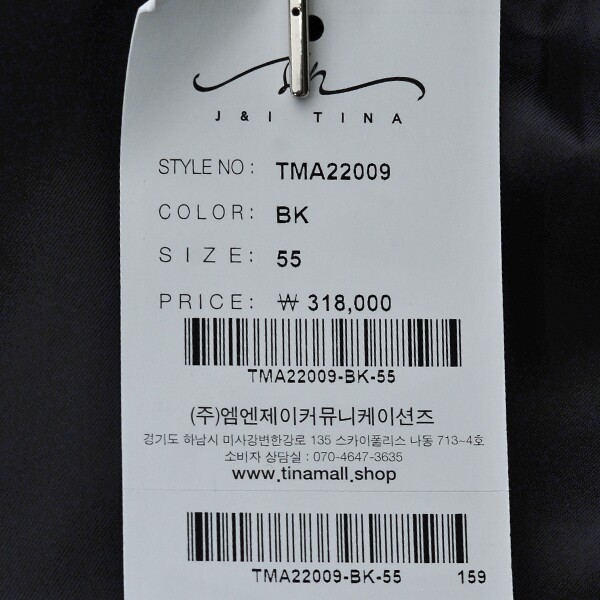 J & I TINA
STYLE NO : TMA22009
COLOR: BK
SIZE: 55
PRICE: ₩ 318,000
TMA22009-BK-55
(주)엠엔제이커뮤니케이션즈
경기도 하남시 미사강변한강로 135 스카이폴리스 나동 713~4호
소비자 상담실 : 070-4647-3635
www.tinamall.shop
TMA22009-BK-55 159